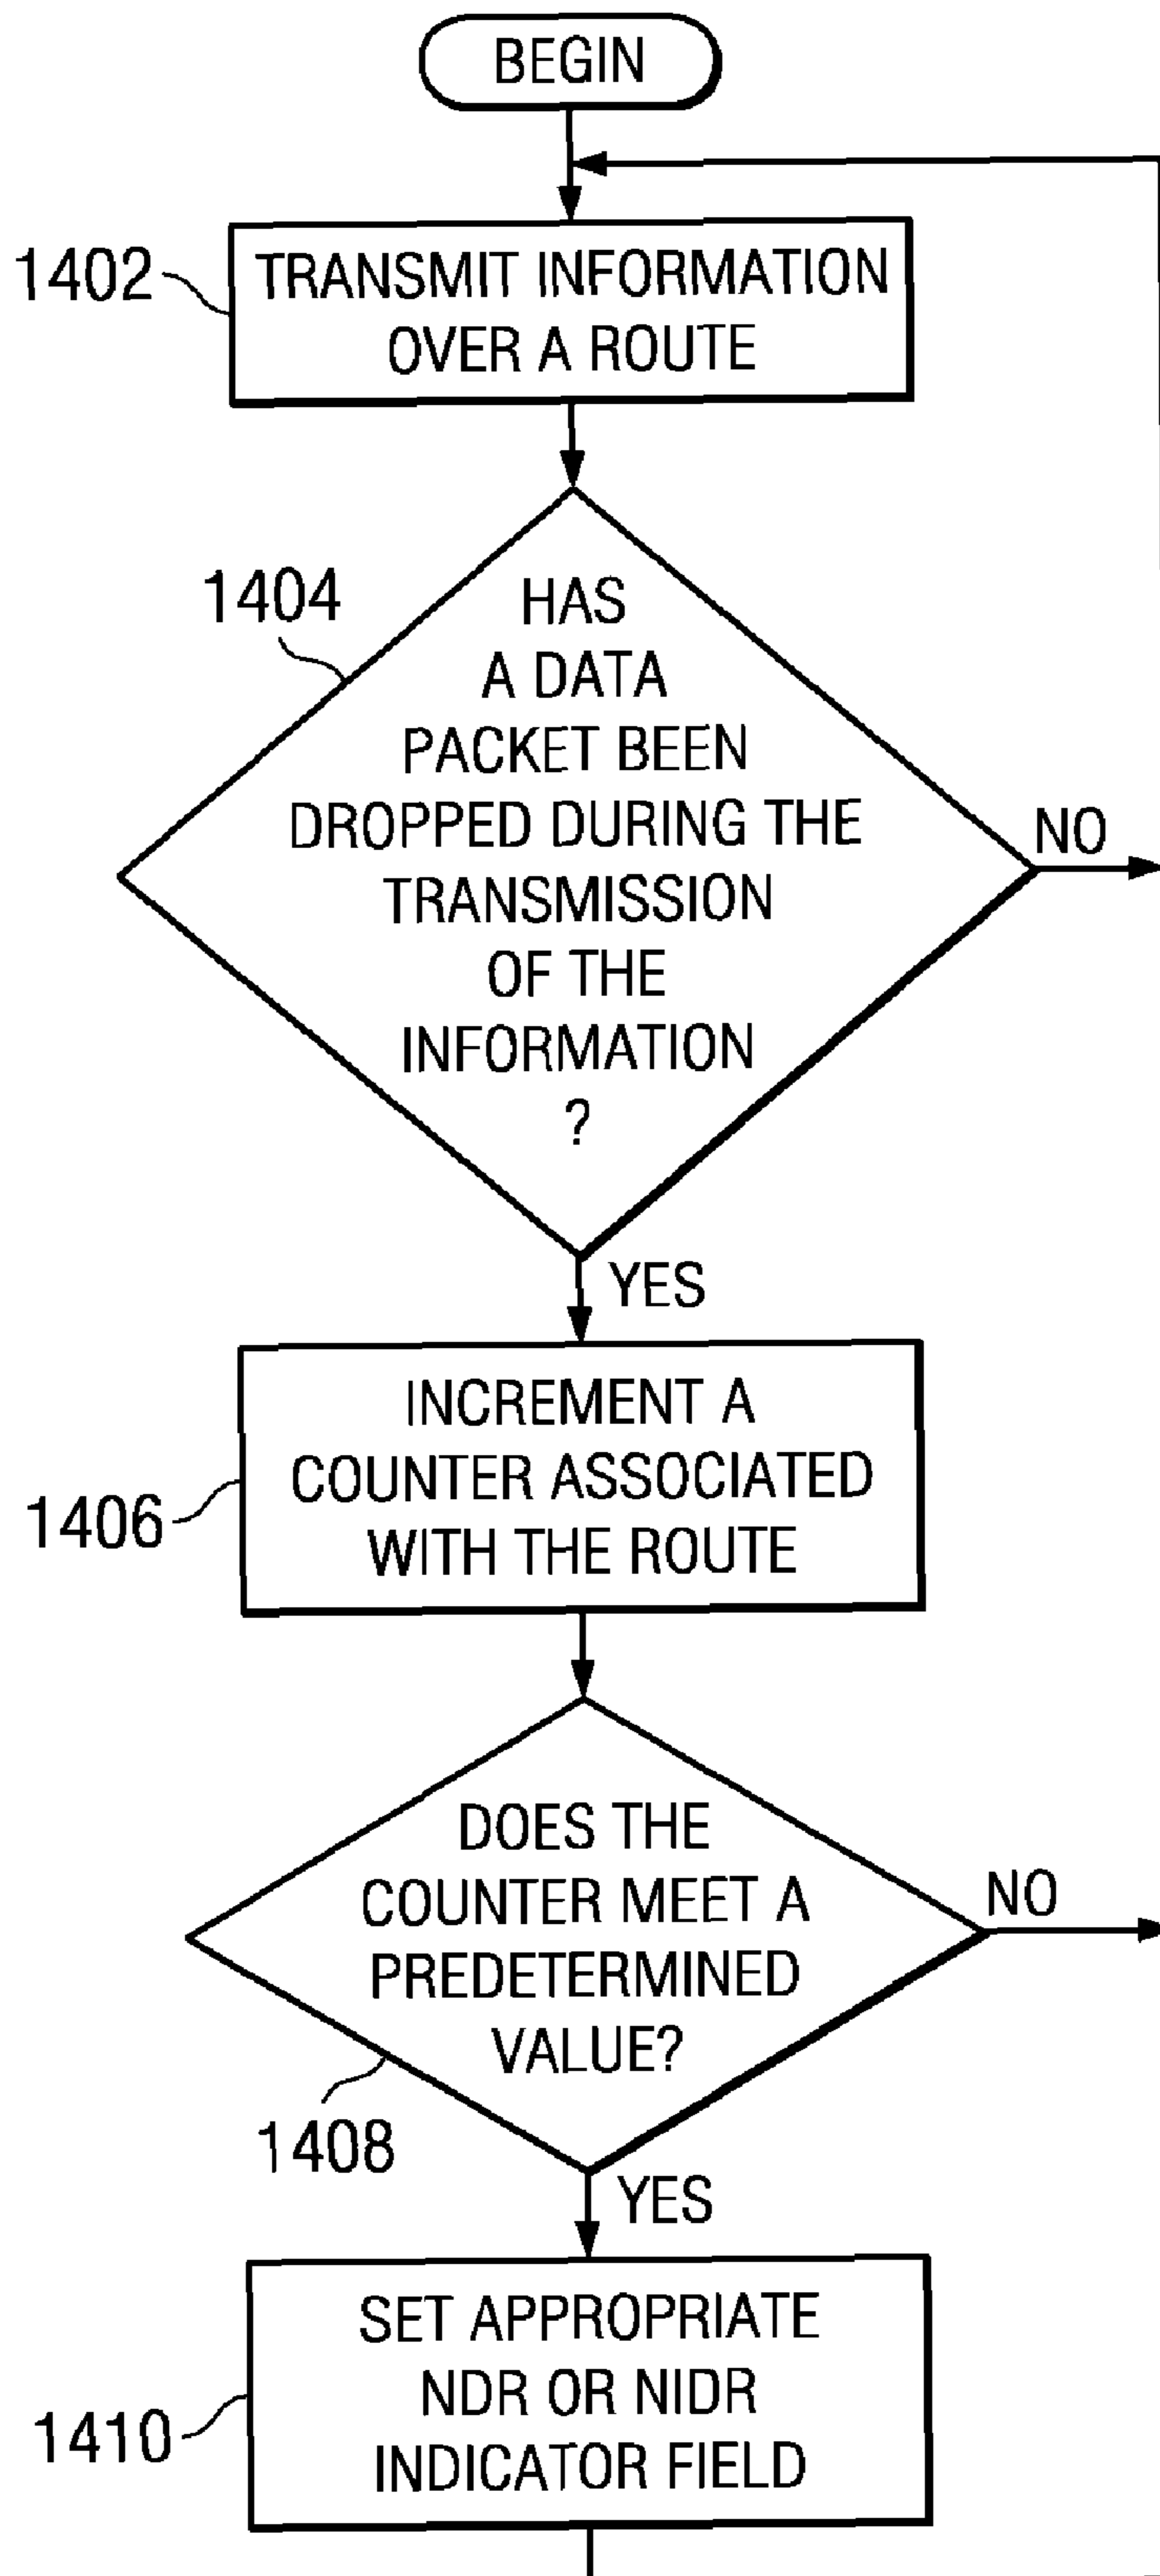 BEGIN
1402
TRANSMIT INFORMATION
OVER A ROUTE
1404
HAS
A DATA
PACKET BEEN
DROPPED DURING THE
TRANSMISSION
OF THE
INFORMATION
?
NO
YES
1406
INCREMENT A
COUNTER ASSOCIATED
WITH THE ROUTE
DOES THE
COUNTER MEET A
PREDETERMINED
VALUE?
NO
1408
YES
1410
SET APPROPRIATE
NDR OR NIDR
INDICATOR FIELD